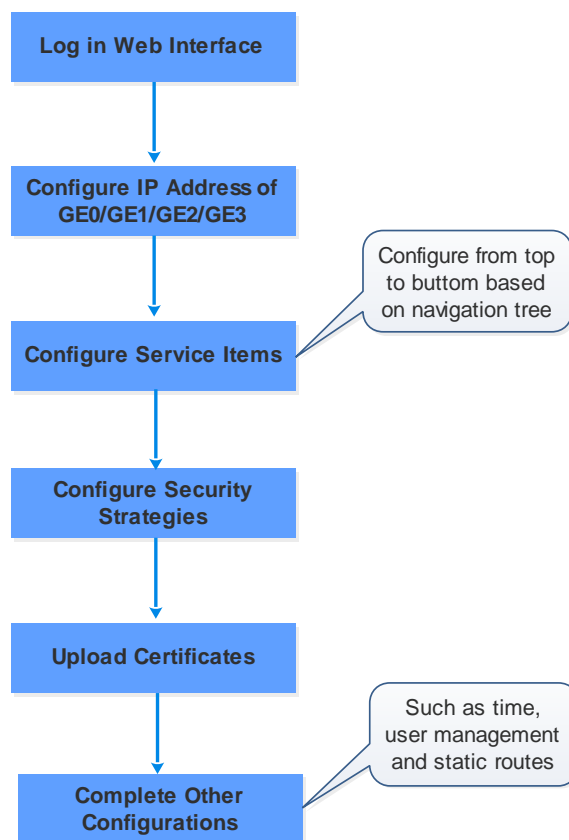 Log in Web Interface
Configure IP Address of
GE0/GE1/GE2/GE3
Configure from top
to buttom based
on navigation tree
Configure Service Items
Configure Security
Strategies
Upload Certificates
Such as time,
user management
and static routes
Complete Other
Configurations